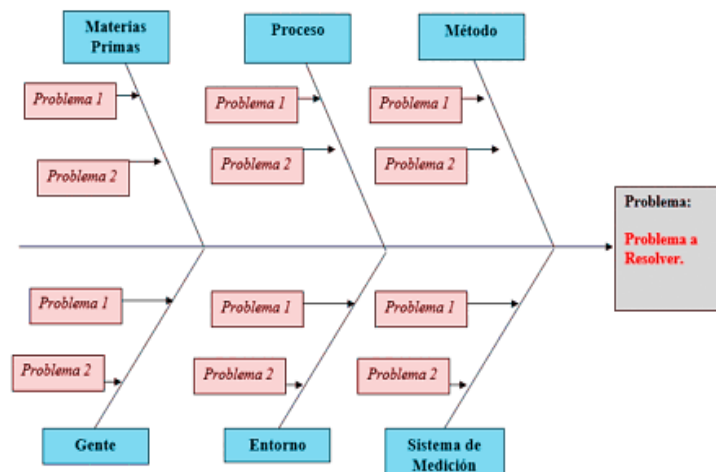 Materias
Primas
Proceso
Método
Problema 1
Problema 1
Problema 1
Problema 2
Problema 2
Problema 2
Problema:
Problema a
Resolver.
Problema 1
Problema 1
Problema 1
Problema 2
Problema 2
Problema 2
Gente
Entorno
Sistema de
Medición